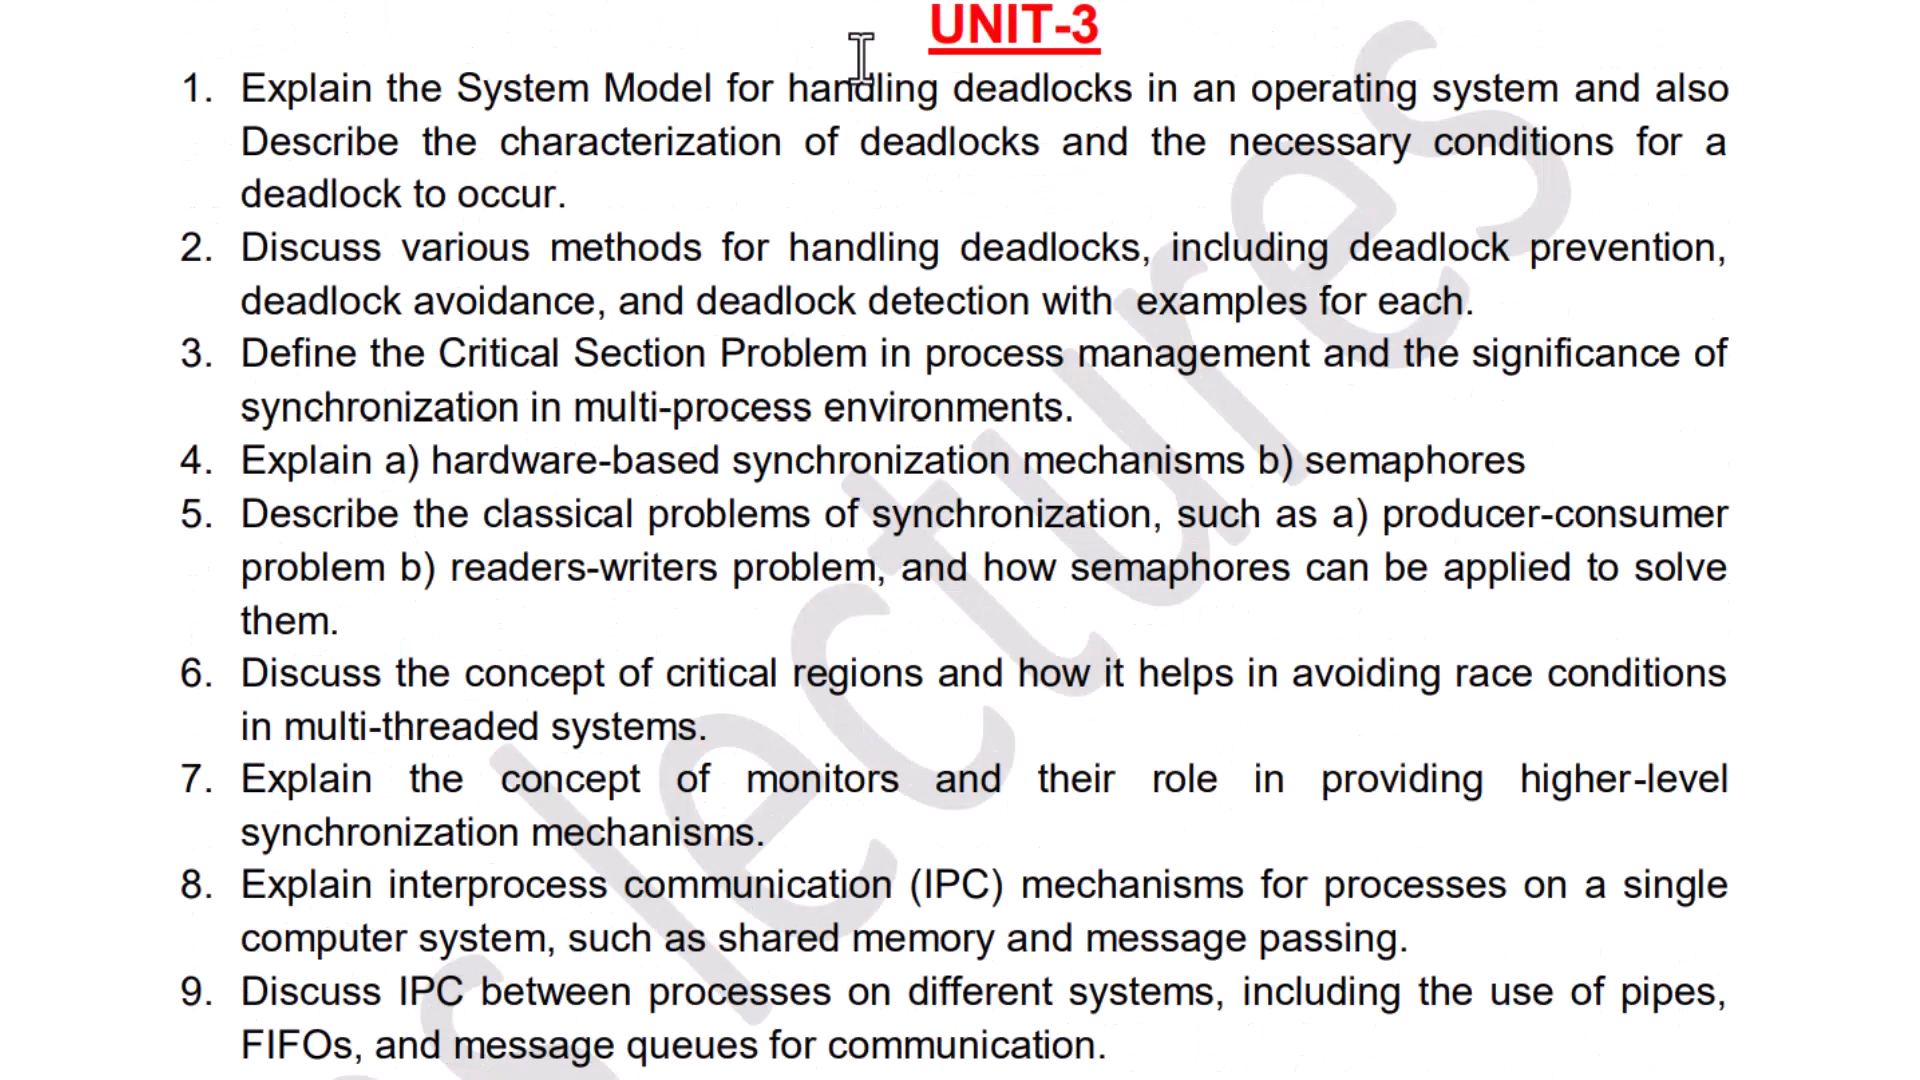 UNIT-3
1. Explain the System Model for handling deadlocks in an operating system and also
Describe the characterization of deadlocks and the necessary conditions for a
deadlock to occur.
2. Discuss various methods for handling deadlocks, including deadlock prevention,
deadlock avoidance, and deadlock detection with examples for each.
3. Define the Critical Section Problem in process management and the significance of
synchronization in multi-process environments.
4. Explain a) hardware-based synchronization mechanisms b) semaphores
5. Describe the classical problems of synchronization, such as a) producer-consumer
problem b) readers-writers problem, and how semaphores can be applied to solve
them.
6. Discuss the concept of critical regions and how it helps in avoiding race conditions
in multi-threaded systems.
7. Explain the concept of monitors and their role in providing higher-level
synchronization mechanisms.
8. Explain interprocess communication (IPC) mechanisms for processes on a single
computer system, such as shared memory and message passing.
9. Discuss IPC between processes on different systems, including the use of pipes,
FIFOs, and message queues for communication.
s lectures